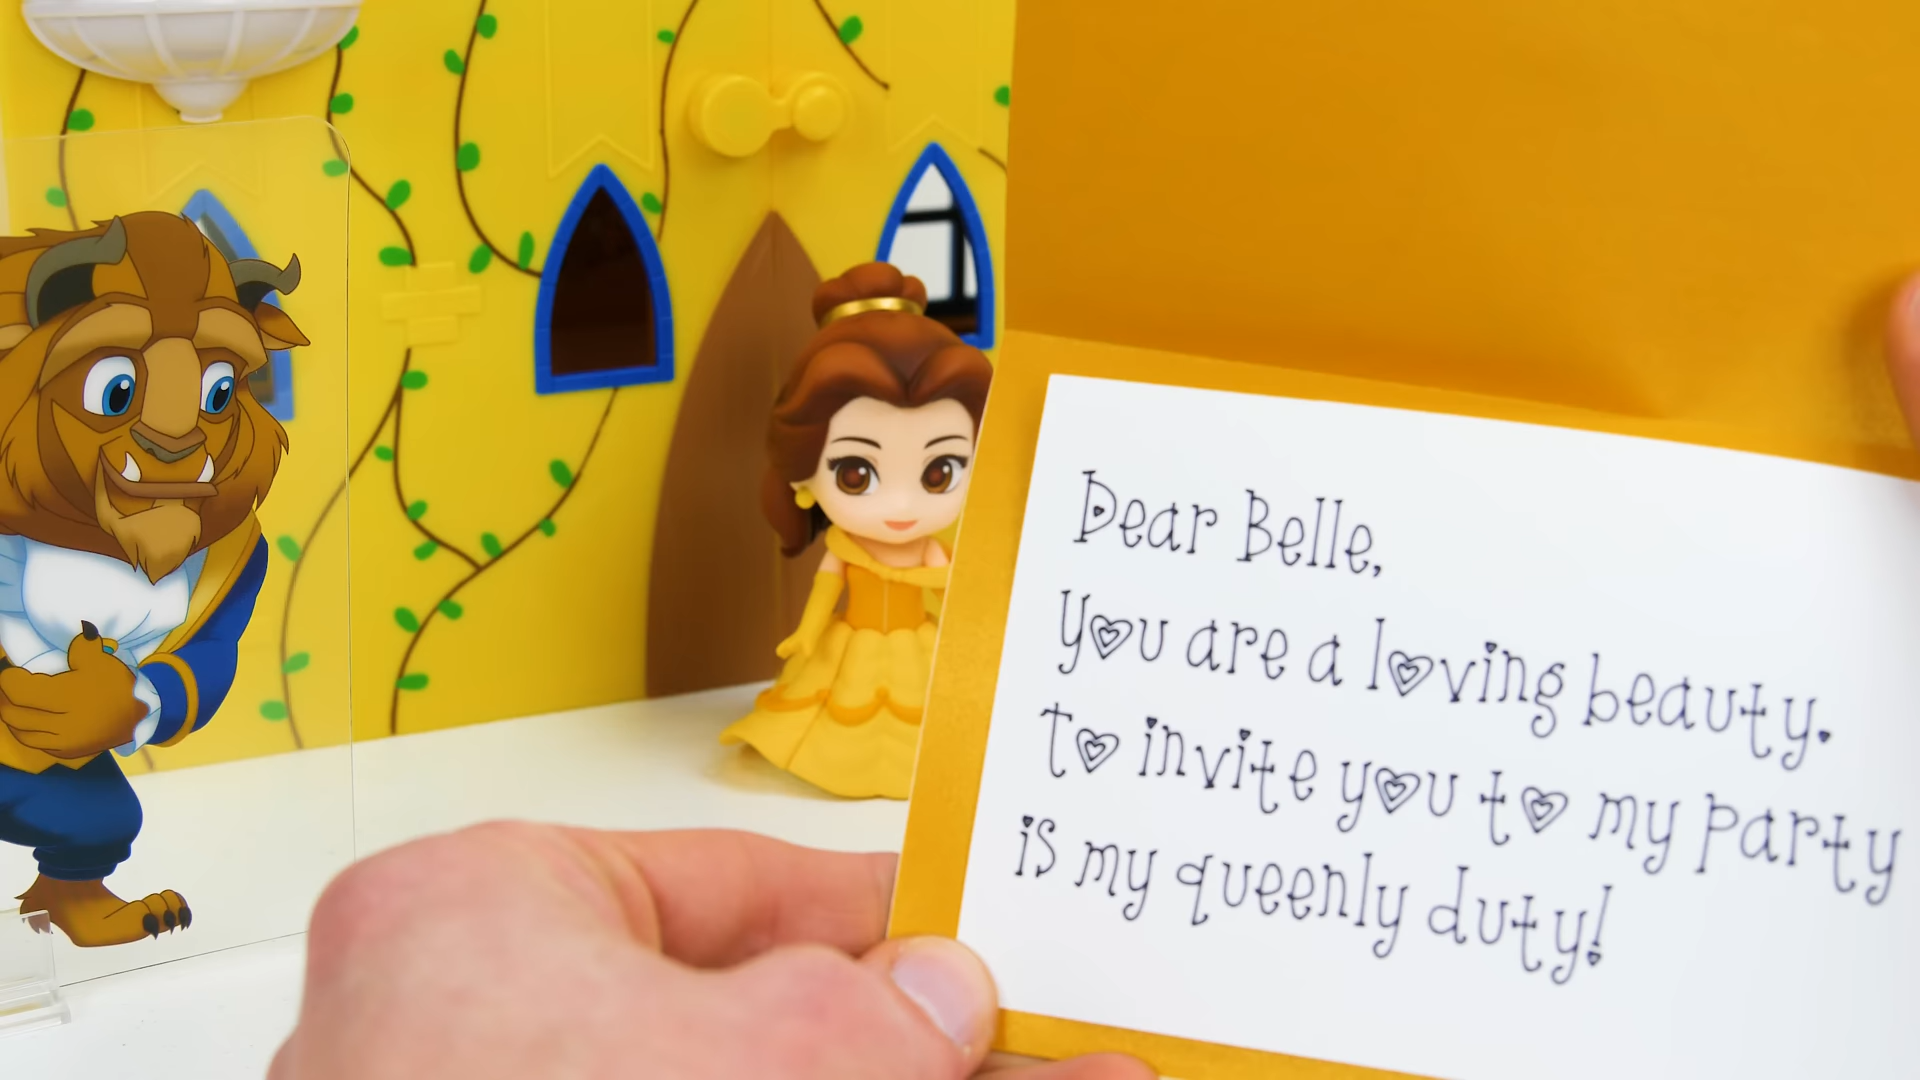 Dear Belle,
You are a loving beauty.
To invite you to my party
is my queenly duty!